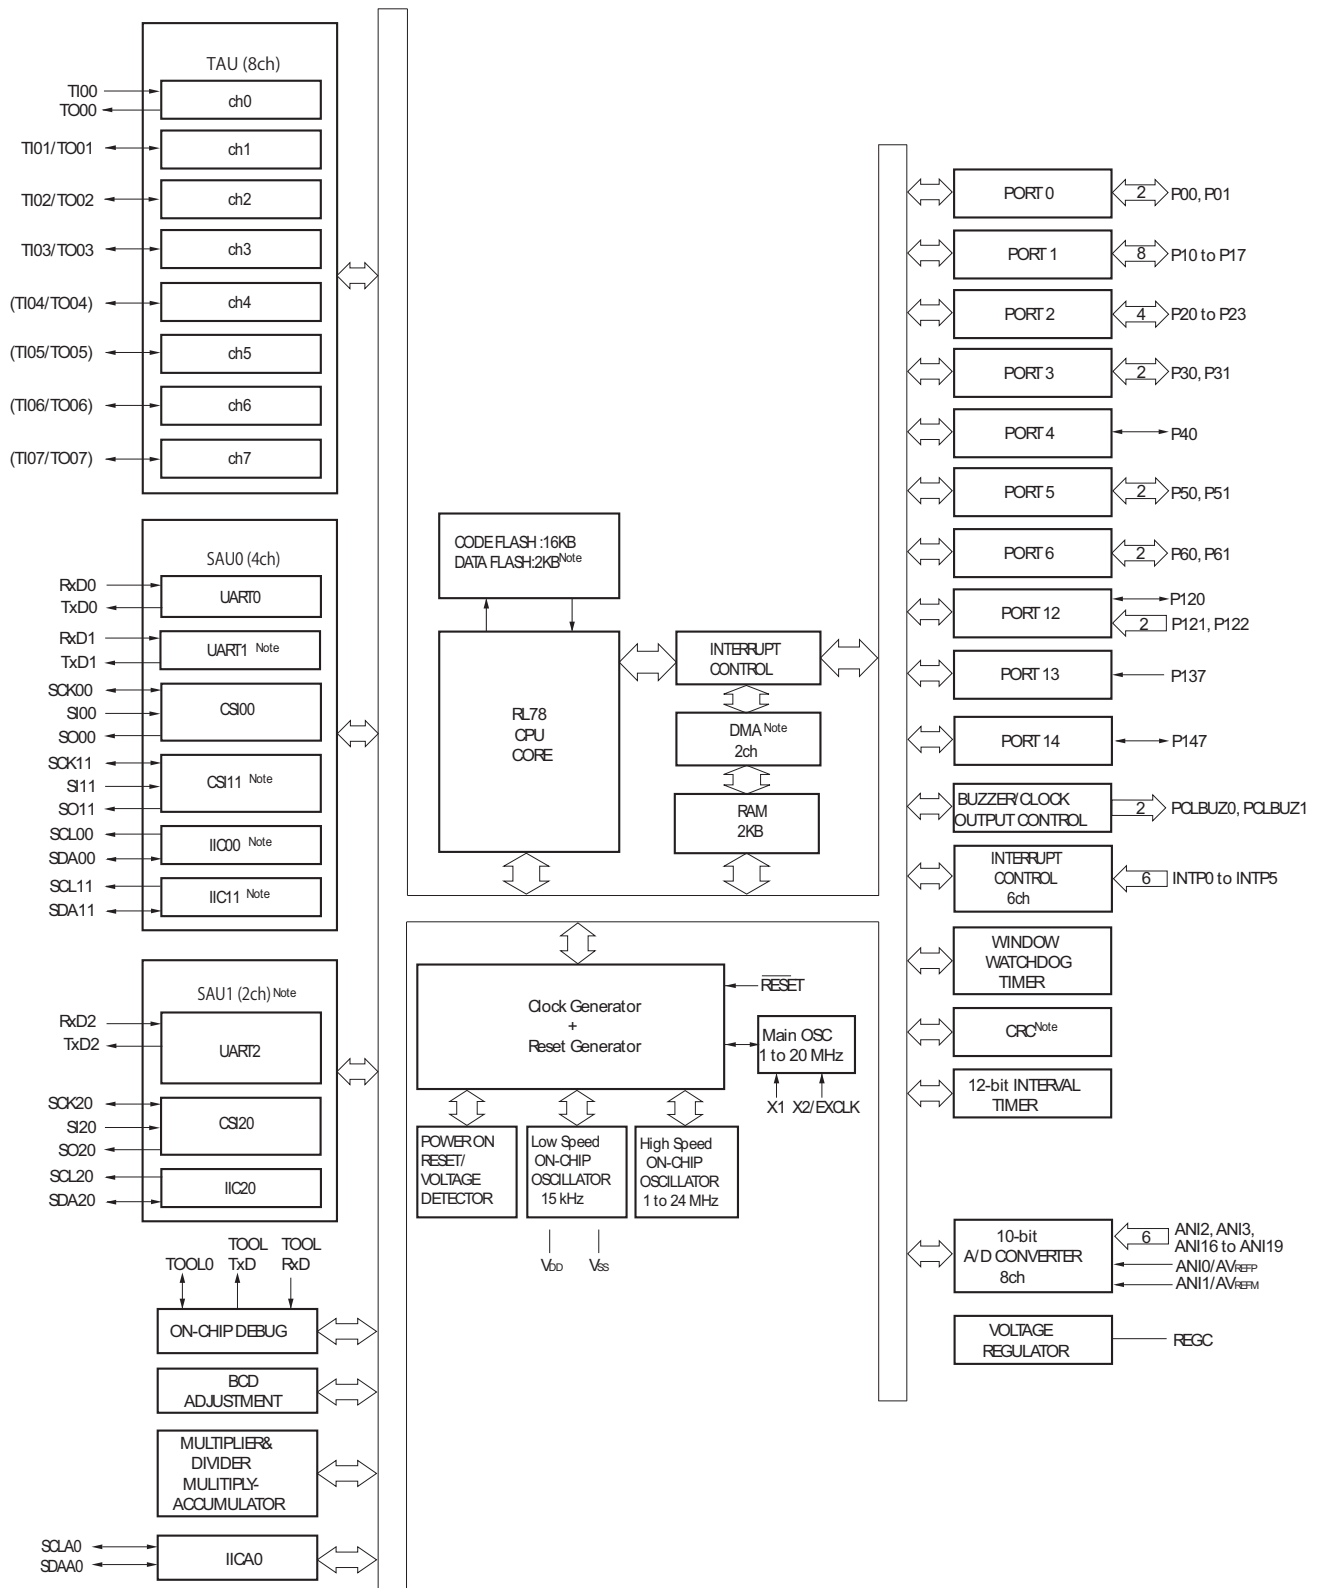 TAU (8ch)
TI00
TO00
ch0
TI01/TO01
ch1
TI02/TO02
ch2
TI03/TO03
ch3
(TI04/TO04)
ch4
(TI05/TO05)
ch5
(TI06/TO06)
ch6
(TI07/TO07)
ch7
SAU0 (4ch)
RxD0
TxD0
UART0
RxD1
TxD1
UART1 Note
SCK00
SI00
SO00
CSI00
SCK11
SI11
SO11
CSI11 Note
SCL00
SDA00
IIC00 Note
SCL11
SDA11
IIC11 Note
SAU1 (2ch) Note
RxD2
TxD2
UART2
SCK20
SI20
SO20
CSI20
SCL20
SDA20
IIC20
TOOL0
TOOL
TxD
TOOL
RxD
ON-CHIP DEBUG
BCD
ADJUSTMENT
MULTIPLIER&
DIVIDER
MULITIPLY-
ACCUMULATOR
SCLA0
SDAA0
IICA0
CODE FLASH :16KB
DATA FLASH:2KB Note
RL78
CPU
CORE
INTERRUPT
CONTROL
DMA Note
2ch
RAM
2KB
Clock Generator
+
Reset Generator
RESET
Main OSC
1 to 20 MHz
X1
X2/EXCLK
POWER ON
RESET/
VOLTAGE
DETECTOR
Low Speed
ON-CHIP
OSCILLATOR
15 kHz
High Speed
ON-CHIP
OSCILLATOR
1 to 24 MHz
VDD
VSS
PORT 0
2
P00, P01
PORT 1
8
P10 to P17
PORT 2
4
P20 to P23
PORT 3
2
P30, P31
PORT 4
P40
PORT 5
2
P50, P51
PORT 6
2
P60, P61
PORT 12
P120
2
P121, P122
PORT 13
P137
PORT 14
P147
BUZZER/CLOCK
OUTPUT CONTROL
2
PCLBUZ0, PCLBUZ1
INTERRUPT
CONTROL
6ch
6
INTP0 to INTP5
WINDOW
WATCHDOG
TIMER
CRC Note
12-bit INTERVAL
TIMER
10-bit
A/D CONVERTER
8ch
6
ANI2, ANI3,
ANI16 to ANI19
ANI0/AVREFP
ANI1/AVREFM
VOLTAGE
REGULATOR
REGC